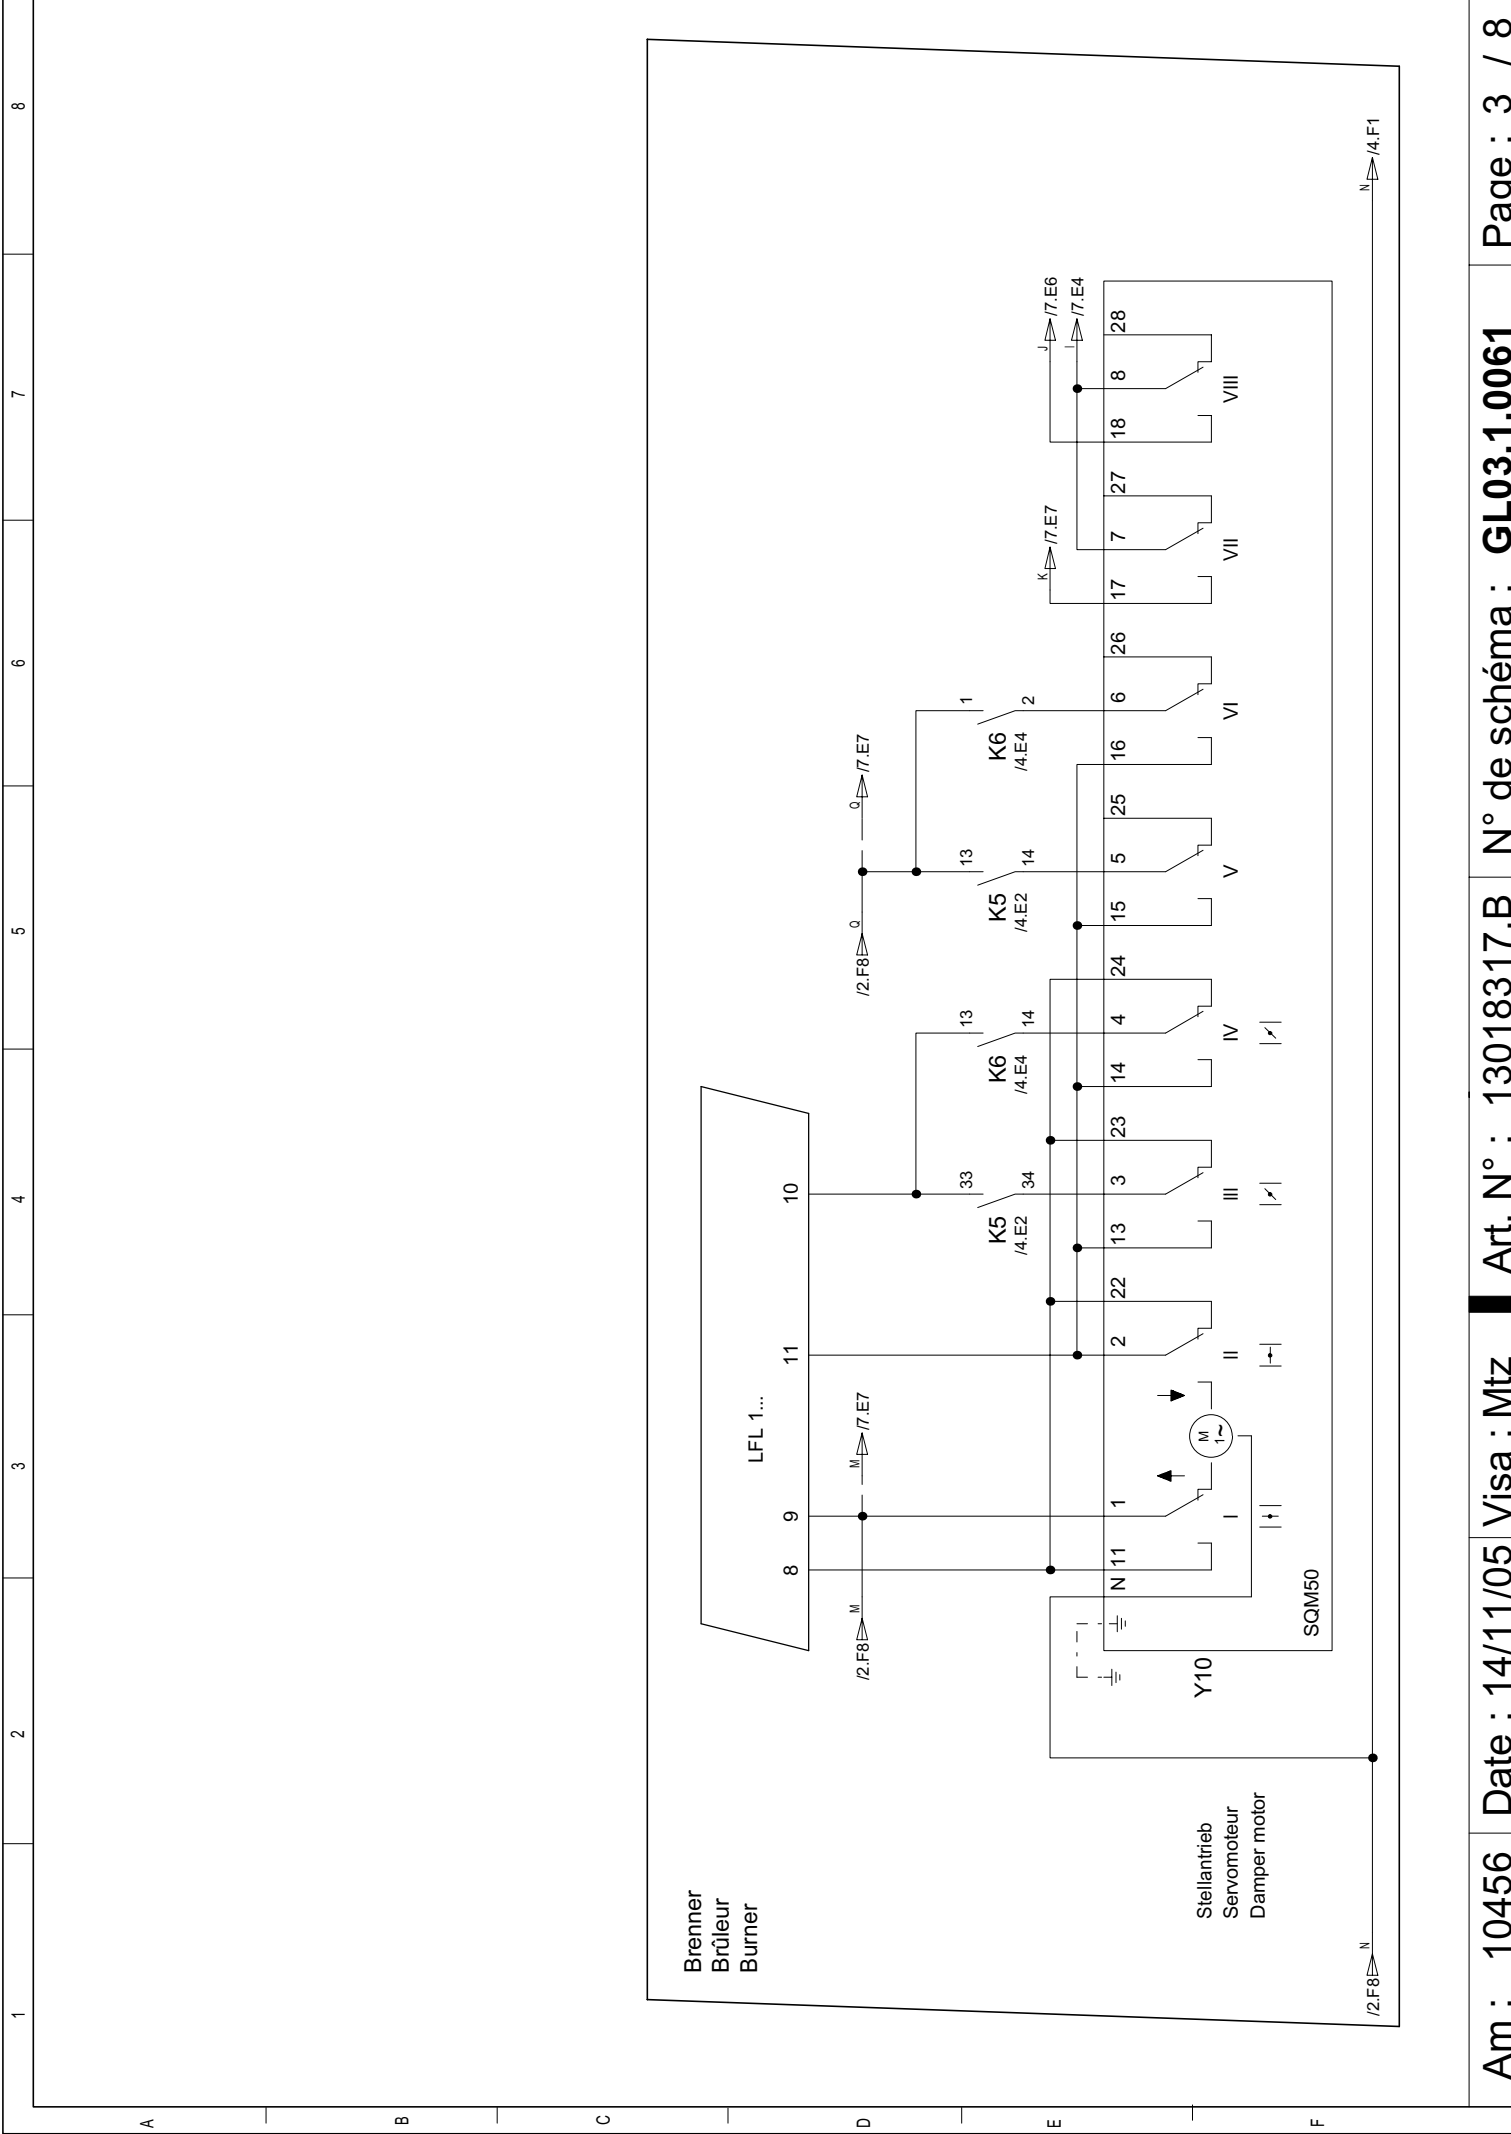 1 2 3 4 5 6 7 8
A
B
C
D
E
F
Brenner
Brûleur
Burner
LFL 1...
8 9 11 10
/2.F8 M M /7.E7
/2.F8 Q Q /7.E7
33 13 13 1
K5 K6 K5 K6
/4.E2 /4.E4 /4.E2 /4.E4
34 14 14 2
K /7.E7
J /7.E6
I /7.E4
N 11 1 2 22 13 3 23 14 4 24 15 5 25 16 6 26 17 7 27 18 8 28
Y10
M
1~
I II III IV V VI VII VIII
SQM50
Stellantrieb
Servomoteur
Damper motor
/2.F8 N N /4.F1
Am : 10456 Date : 14/11/05 Visa : Mtz Art. N° : 13018317.B N° de schéma : GL03.1.0061 Page : 3 / 8